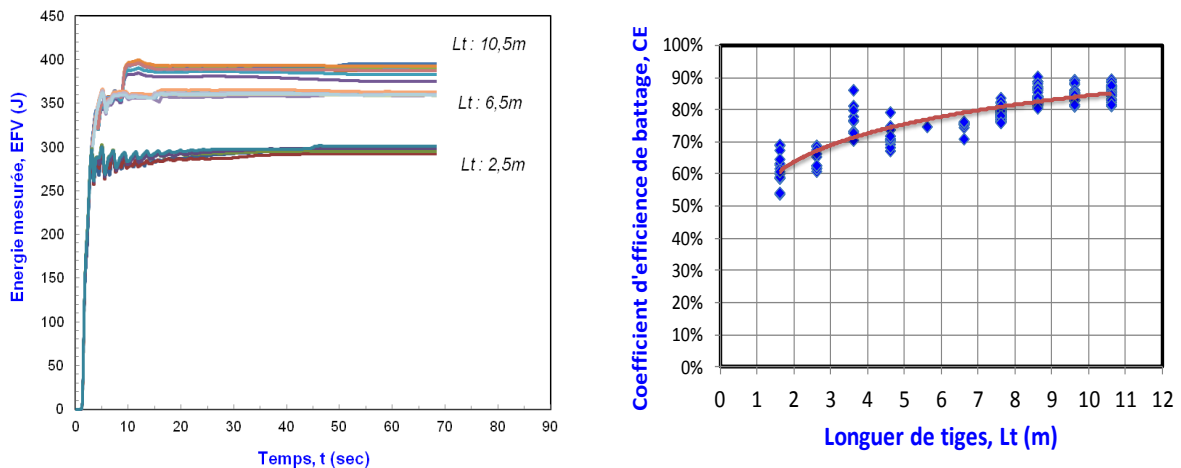 Energie mesurée, EFV (J)
450
400
350
300
250
200
150
100
50
0
Lt : 10,5m
Lt : 6,5m
Lt : 2,5m
0 10 20 30 40 50 60 70 80 90
Temps, t (sec)
Coefficient d'efficience de battage, CE
100%
90%
80%
70%
60%
50%
40%
30%
20%
10%
0%
0 1 2 3 4 5 6 7 8 9 10 11 12
Longuer de tiges, Lt (m)